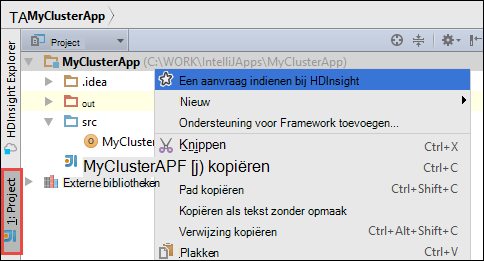 TA MyClusterApp
HDInsight Explorer
1: Project
Project
MyClusterApp (C:\WORK\IntelliJApps\MyClusterApp)
.idea
out
src
MyCluster
MyClusterAPF [j) kopiëren Ctrl+C
Externe bibliotheken
Een aanvraag indienen bij HDInsight
Nieuw
Ondersteuning voor Framework toevoegen...
Knippen Ctrl+X
Pad kopiëren Ctrl+Shift+C
Kopiëren als tekst zonder opmaak
Verwijzing kopiëren Ctrl+Alt+Shift+C
Plakken Ctrl+V